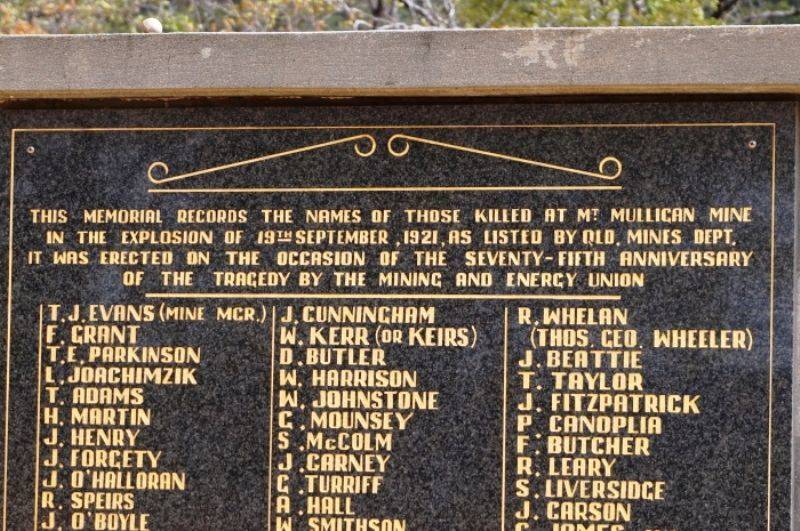 THIS MEMORIAL RECORDS THE NAMES OF THOSE KILLED AT MT MULLIGAN MINE
IN THE EXPLOSION OF 19TH SEPTEMBER, 1921, AS LISTED BY QLD. MINES DEPT.
IT WAS ERECTED ON THE OCCASION OF THE SEVENTY-FIFTH ANNIVERSARY
OF THE TRAGEDY BY THE MINING AND ENERGY UNION
T. J. EVANS (MINE MGR.)
F. GRANT
T. E. PARKINSON
L. JOACHIMZIK
T. ADAMS
H. MARTIN
J. HENRY
J. FORGETY
J. O'HALLORAN
R. SPEIRS
J. O'BOYLE
J. CUNNINGHAM
W. KERR (OR KEIRS)
D. BUTLER
W. HARRISON
W. JOHNSTONE
G. MOUNSEY
S. McCOLM
J. CARNEY
G. TURRIFF
A. HALL
W. SMITHSON
R. WHELAN
(THOS. GEO. WHEELER)
J. BEATTIE
T. TAYLOR
J. FITZPATRICK
P. CANOPLIA
F. BUTCHER
R. LEARY
S. LIVERSIDGE
J. CARSON
JAMES